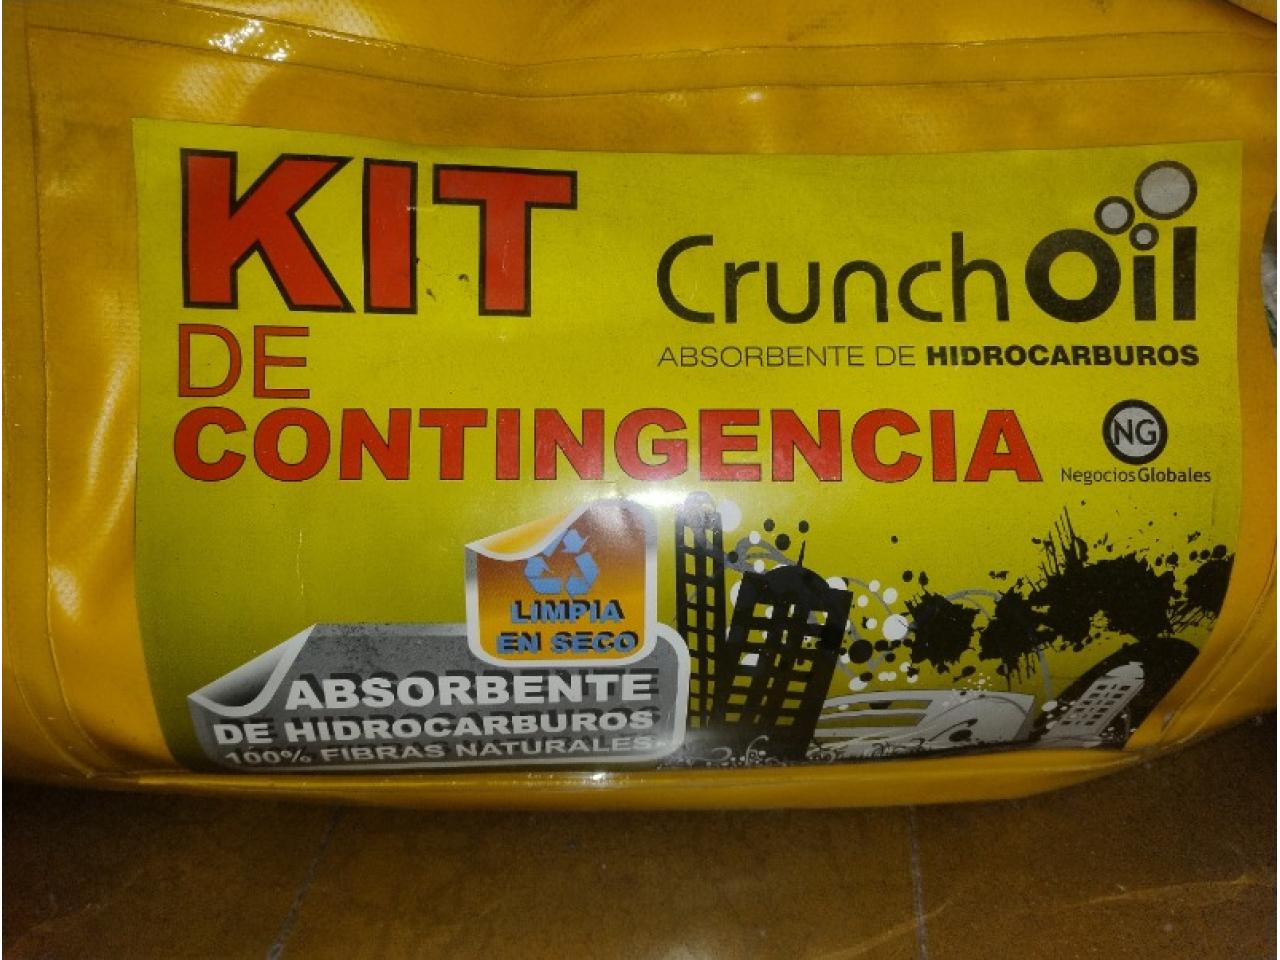 KIT
DE
CONTINGENCIA
CrunchOil
ABSORBENTE DE HIDROCARBUROS
NG
NegociosGlobales
LIMPIA
EN SECO
ABSORBENTE
DE HIDROCARBUROS
100% FIBRAS NATURALES